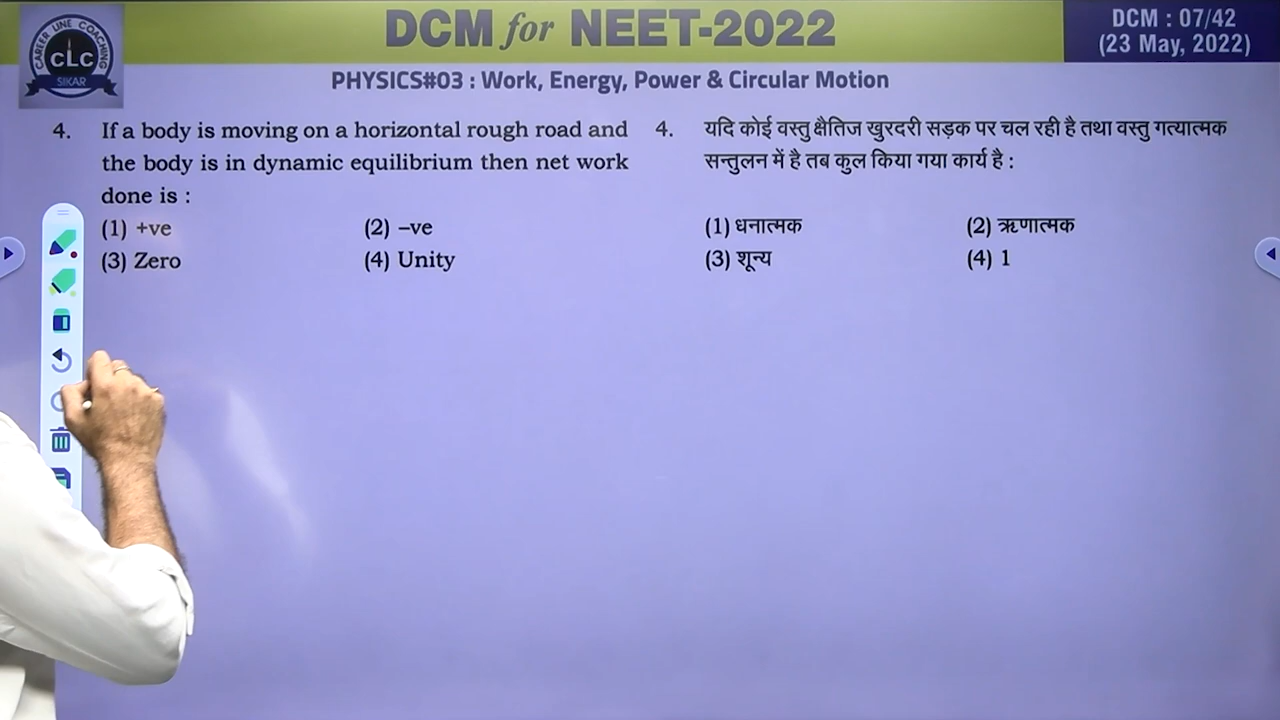 DCM for NEET-2022
DCM : 07/42
(23 May, 2022)
CAREER LINE COACHING
CLC
SIKAR
PHYSICS#03 : Work, Energy, Power & Circular Motion
4. If a body is moving on a horizontal rough road and
the body is in dynamic equilibrium then net work
done is :
(1) +ve (2) –ve
(3) Zero (4) Unity
4. यदि कोई वस्तु क्षैतिज खुरदरी सड़क पर चल रही है तथा वस्तु गत्यात्मक
सन्तुलन में है तब कुल किया गया कार्य है :
(1) धनात्मक (2) ऋणात्मक
(3) शून्य (4) 1